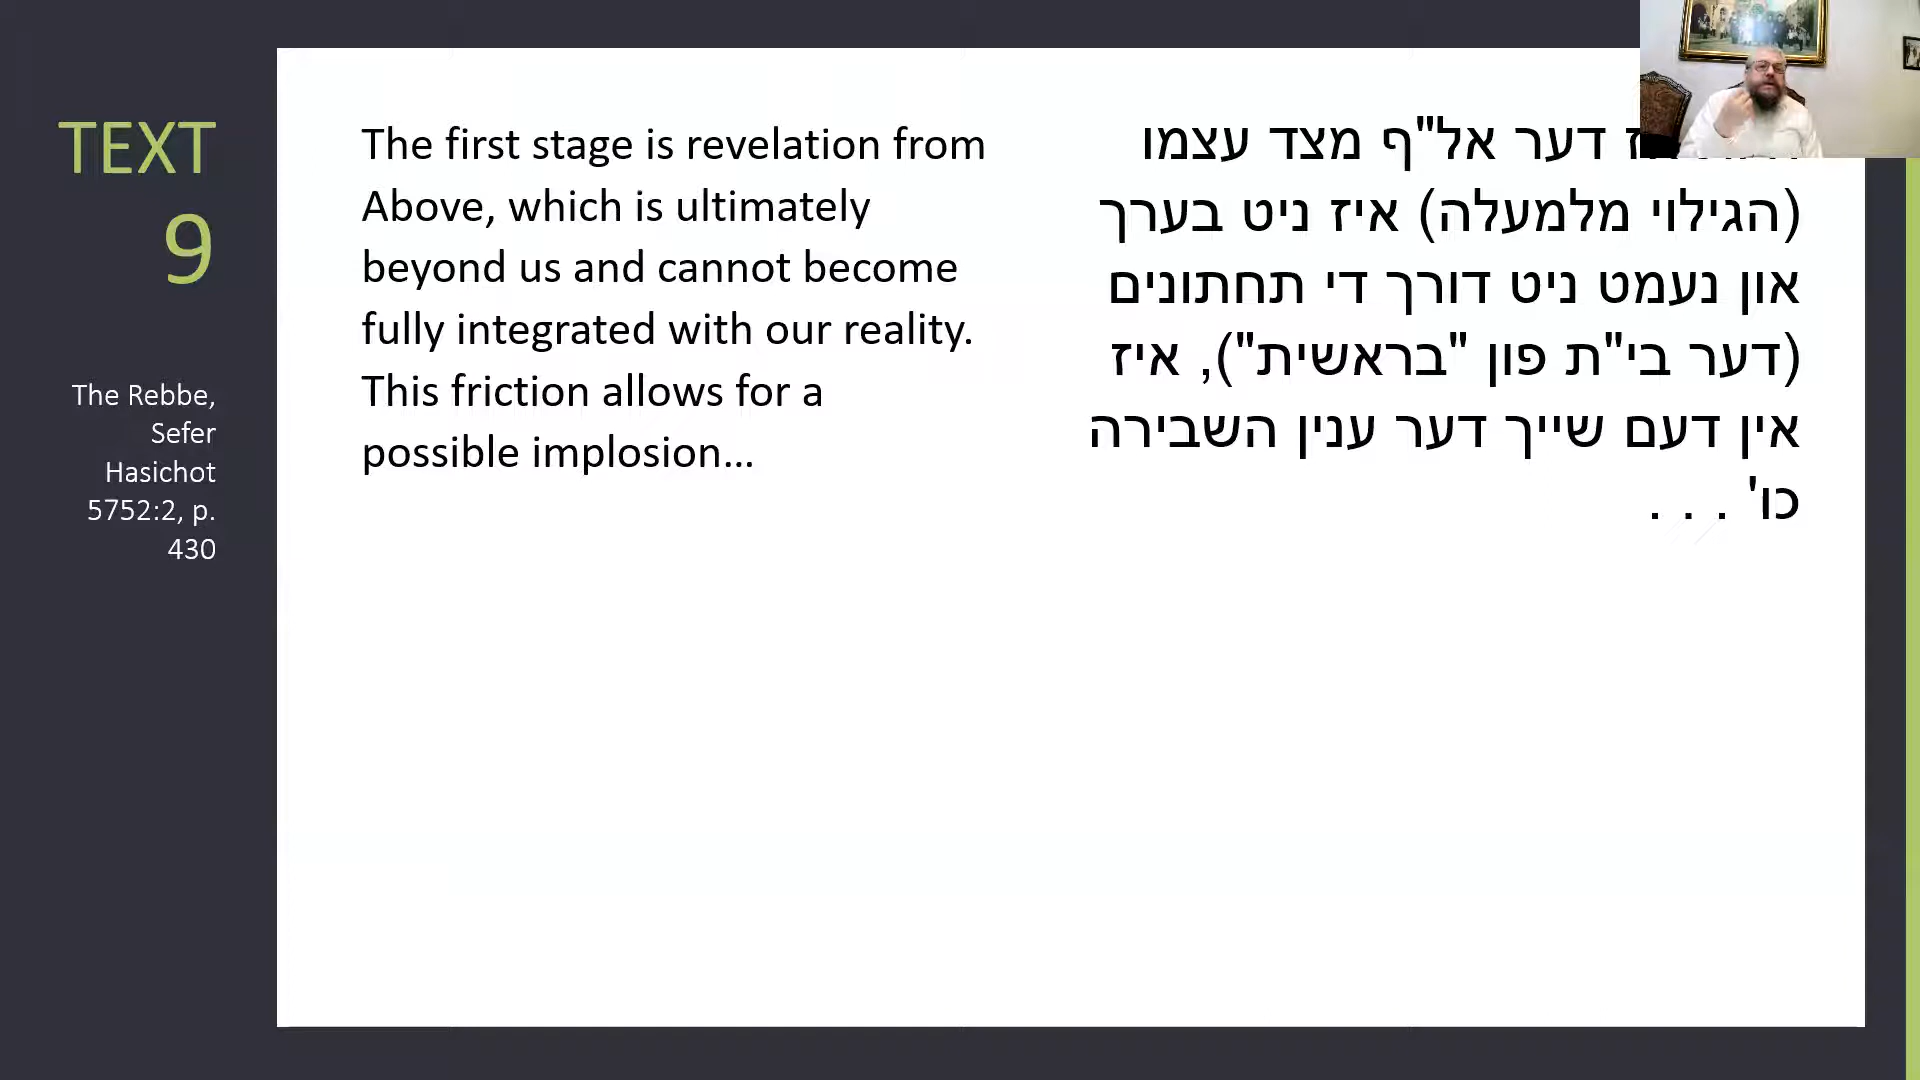 TEXT
9
The Rebbe,
Sefer
Hasichot
5752:2, p.
430
The first stage is revelation from
Above, which is ultimately
beyond us and cannot become
fully integrated with our reality.
This friction allows for a
possible implosion…
דער אל"ף מצד עצמו
(הגילוי מלמעלה) איז ניט בערך
און נעמט ניט דורך די תחתונים
(דער בי"ת פון "בראשית"), איז
אין דעם שייך דער ענין השבירה
כו' . . .